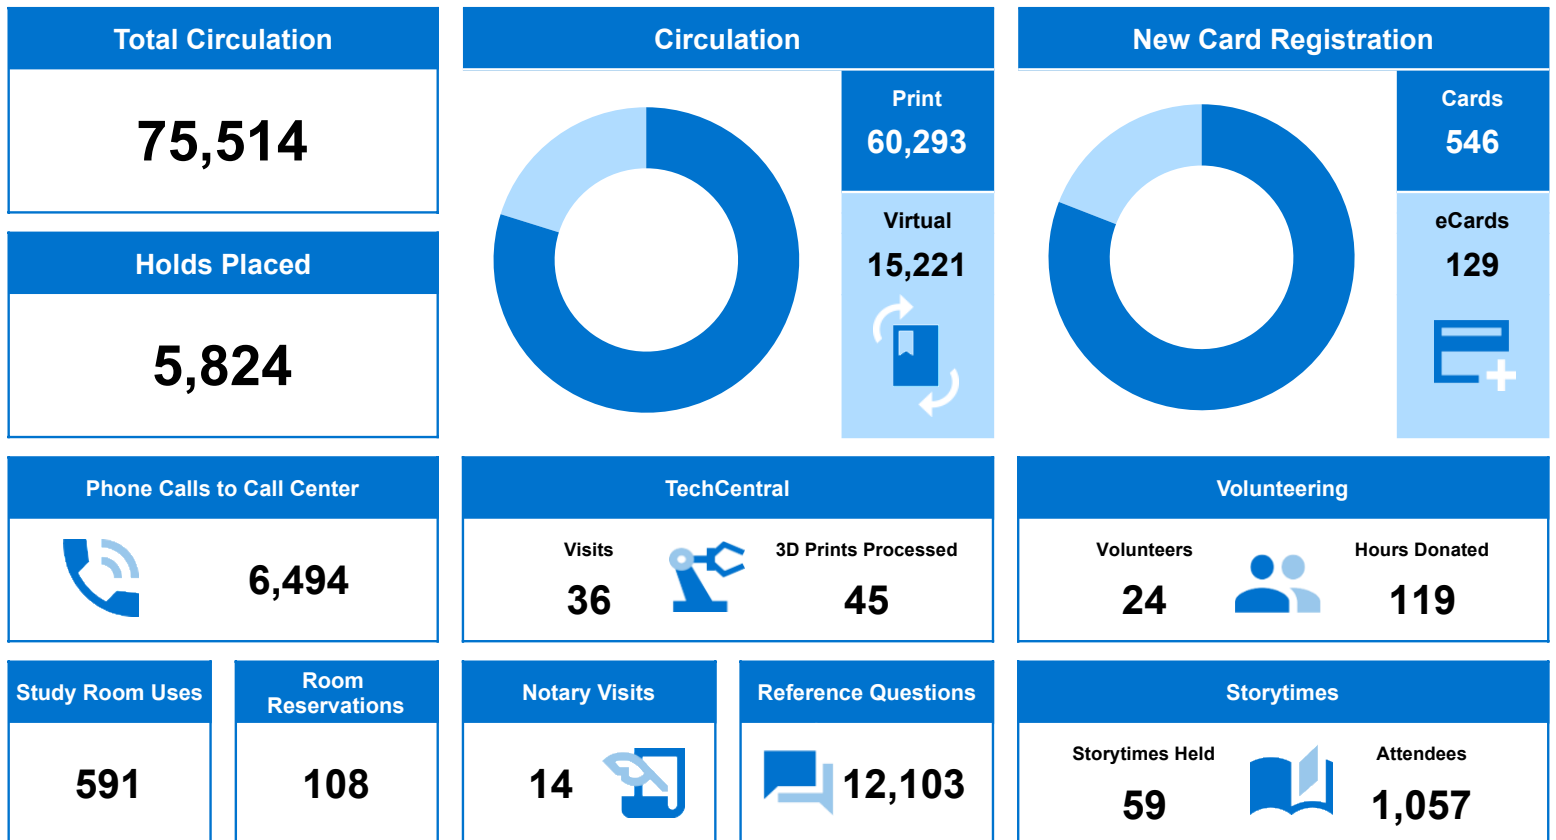 Total Circulation
75,514
Holds Placed
5,824
Circulation
Print
60,293
Virtual
15,221
New Card Registration
Cards
546
eCards
129
Phone Calls to Call Center
6,494
TechCentral
Visits
36
3D Prints Processed
45
Volunteering
Volunteers
24
Hours Donated
119
Study Room Uses
591
Room
Reservations
108
Notary Visits
14
Reference Questions
12,103
Storytimes
Storytimes Held
59
Attendees
1,057